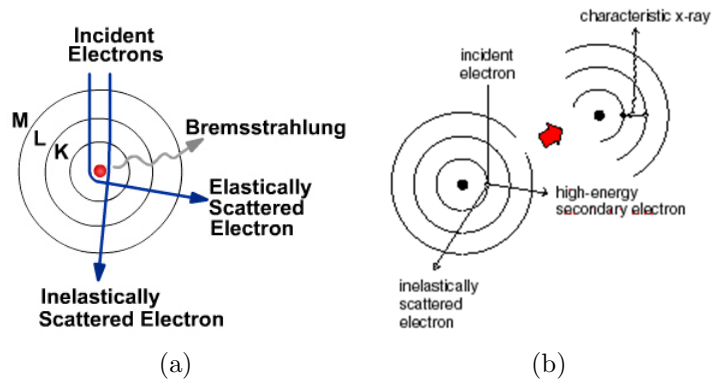 Incident
Electrons
M
L
K
Bremsstrahlung
Elastically
Scattered
Electron
Inelastically
Scattered Electron
(a)
characteristic x-ray
incident
electron
high-energy
secondary electron
inelastically
scattered
electron
(b)